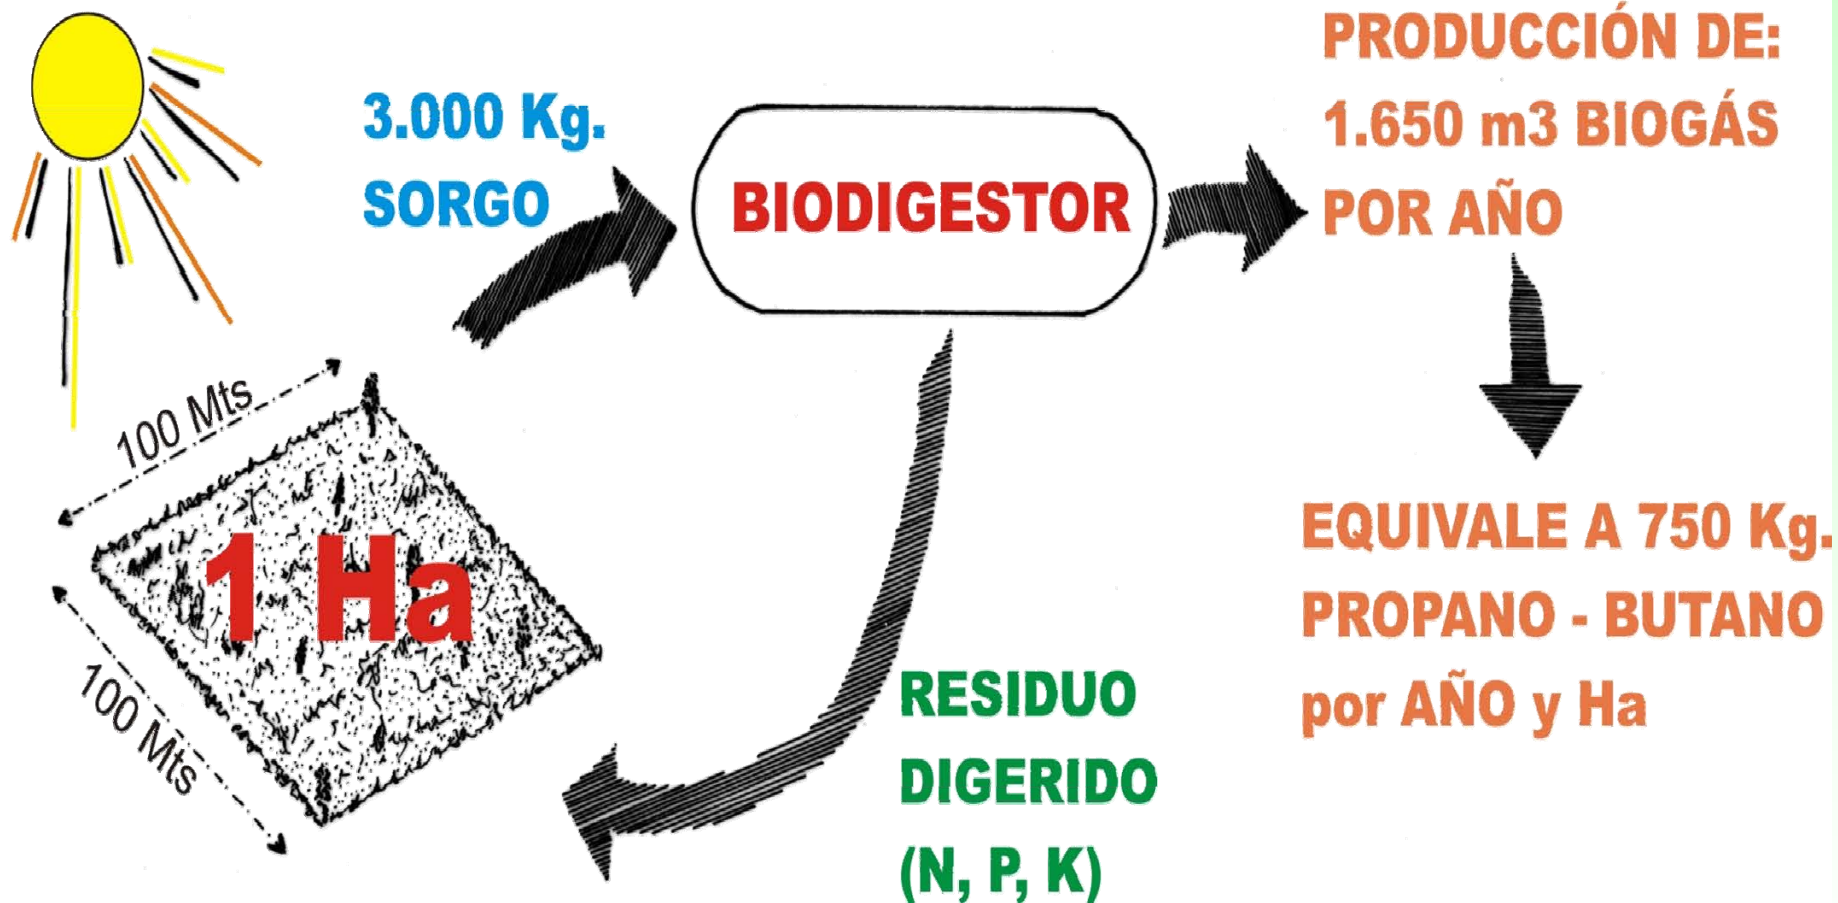 3.000 Kg.
SORGO
BIODIGESTOR
PRODUCCIÓN DE:
1.650 m3 BIOGÁS
POR AÑO
100 Mts
1 Ha
100 Mts
EQUIVALE A 750 Kg.
PROPANO - BUTANO
por AÑO y Ha
RESIDUO
DIGERIDO
(N, P, K)